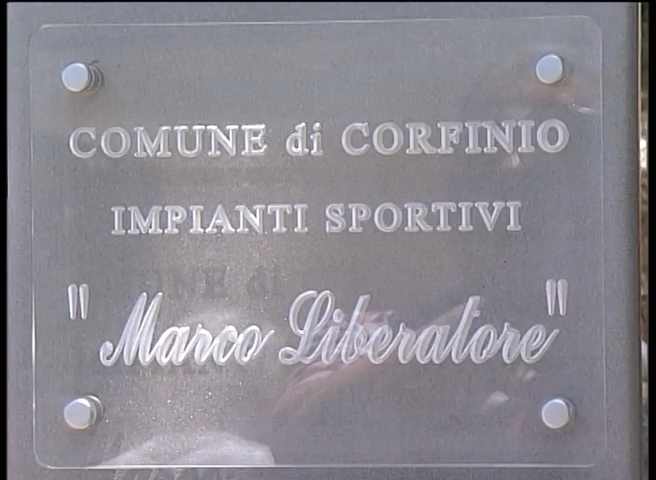 COMUNE di CORFINIO
IMPIANTI SPORTIVI
"Marco Liberatore"